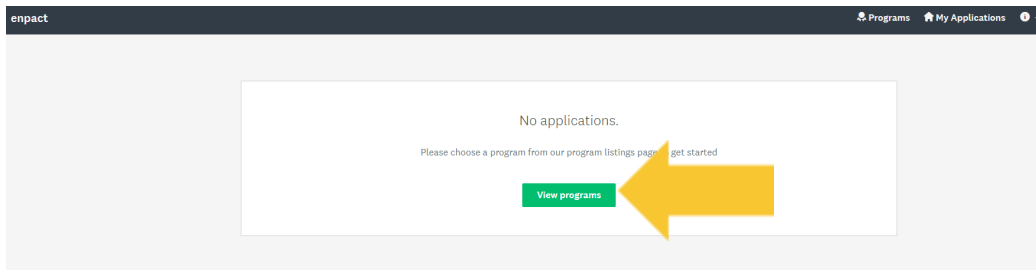 enpact
Programs My Applications
No applications.
Please choose a program from our program listings page get started
View programs